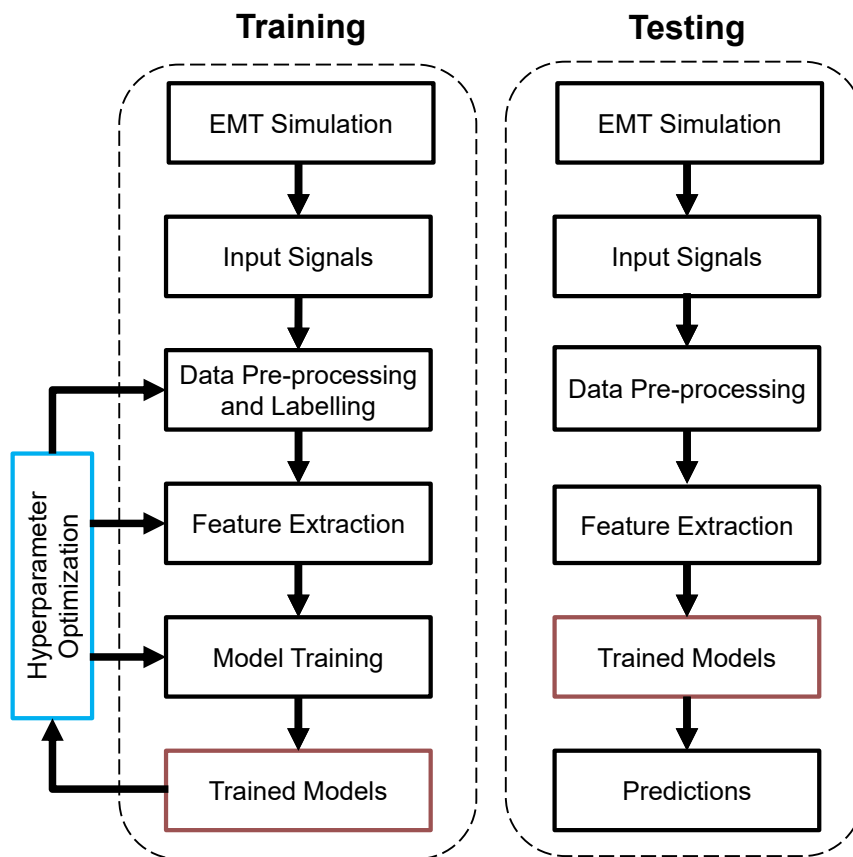 Training
EMT Simulation
Input Signals
Data Pre-processing
and Labelling
Feature Extraction
Model Training
Trained Models
Hyperparameter
Optimization
Testing
EMT Simulation
Input Signals
Data Pre-processing
Feature Extraction
Trained Models
Predictions